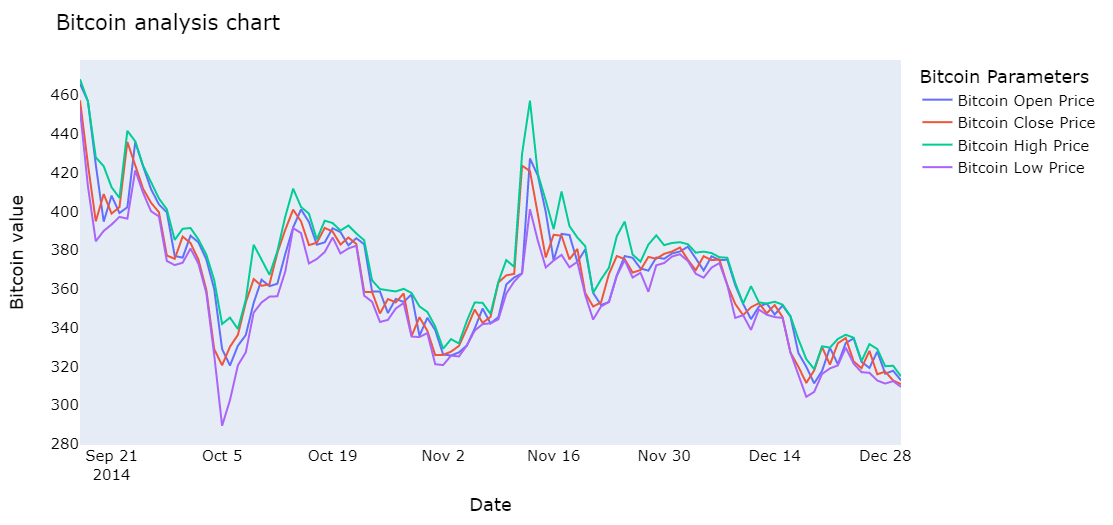 Bitcoin analysis chart
Bitcoin value
460
440
420
400
380
360
340
320
300
280
Sep 21
2014
Oct 5
Oct 19
Nov 2
Nov 16
Nov 30
Dec 14
Dec 28
Date
Bitcoin Parameters
Bitcoin Open Price
Bitcoin Close Price
Bitcoin High Price
Bitcoin Low Price